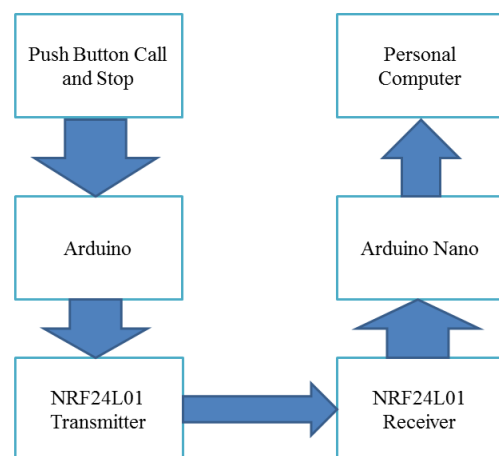 Push Button Call
and Stop
Personal
Computer
Arduino
Arduino Nano
NRF24L01
Transmitter
NRF24L01
Receiver